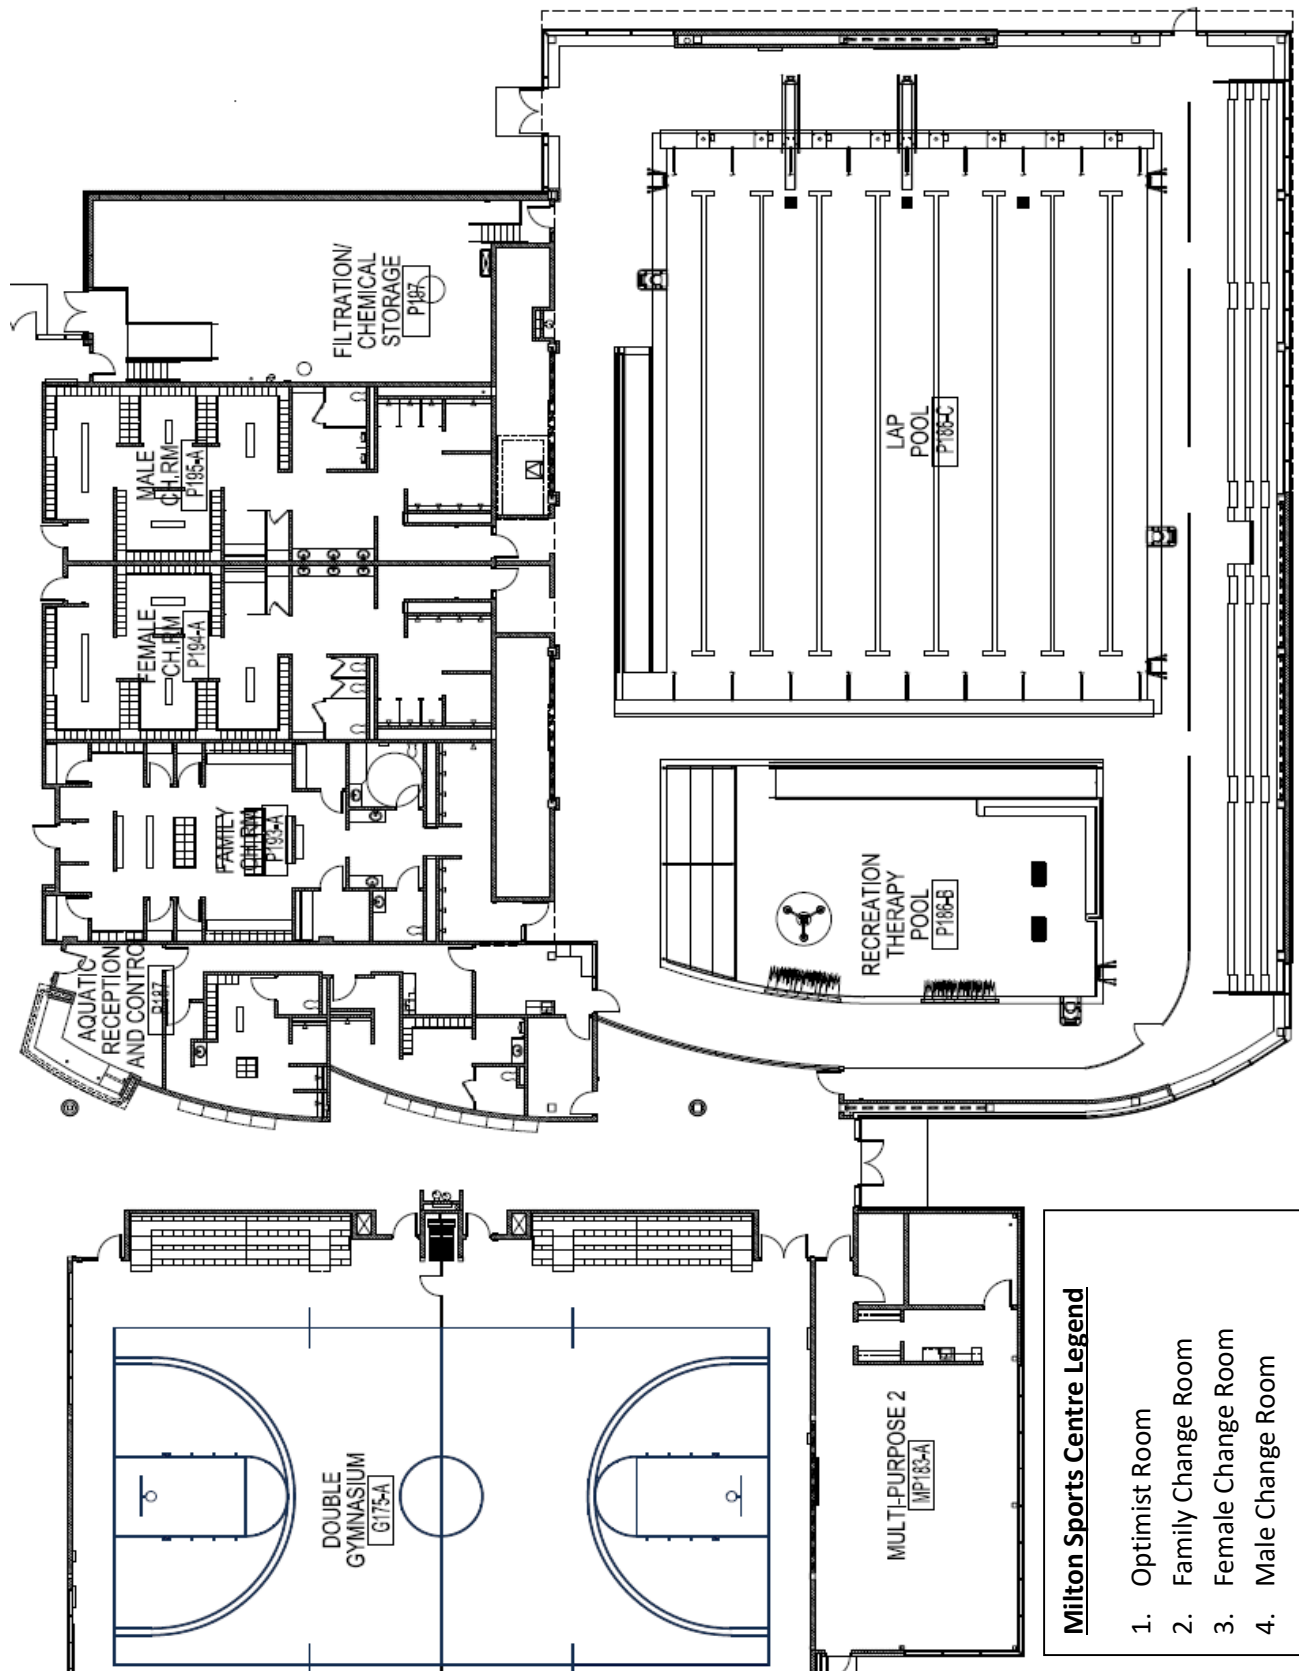 FILTRATION/
CHEMICAL
STORAGE
P197
MALE
CH.RM
P195-A
FEMALE
CH.RM
P194-A
FAMILY
CH.RM
P193-A
AQUATIC
RECEPTION
AND CONTRO
P187
LAP
POOL
P186-C
RECREATION
THERAPY
POOL
P186-B
DOUBLE
GYMNASIUM
G175-A
MULTI-PURPOSE 2
MP183-A
Milton Sports Centre Legend
1. Optimist Room
2. Family Change Room
3. Female Change Room
4. Male Change Room